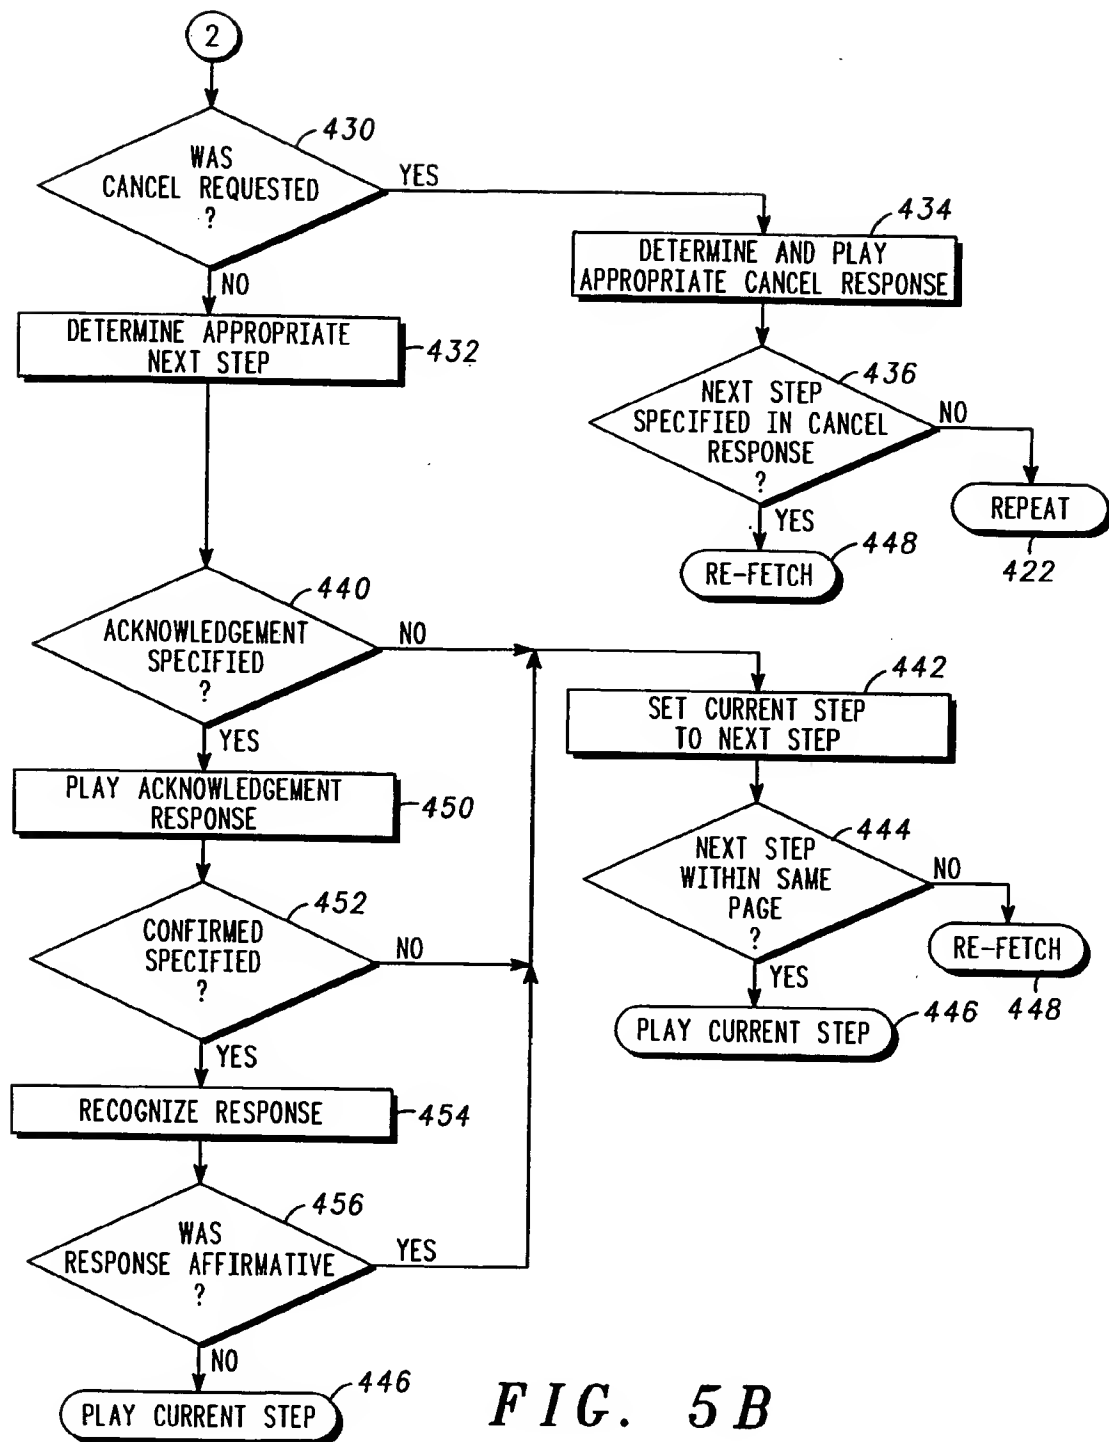 2
430
WAS
CANCEL REQUESTED
?
YES
NO
434
DETERMINE AND PLAY
APPROPRIATE CANCEL RESPONSE
DETERMINE APPROPRIATE
NEXT STEP
432
436
NEXT STEP
SPECIFIED IN CANCEL
RESPONSE
?
NO
YES
REPEAT
422
RE-FETCH
448
440
ACKNOWLEDGEMENT
SPECIFIED
?
NO
YES
442
SET CURRENT STEP
TO NEXT STEP
PLAY ACKNOWLEDGEMENT
RESPONSE
450
444
NEXT STEP
WITHIN SAME
PAGE
?
NO
YES
RE-FETCH
448
PLAY CURRENT STEP
446
452
CONFIRMED
SPECIFIED
?
NO
YES
RECOGNIZE RESPONSE
454
456
WAS
RESPONSE AFFIRMATIVE
?
YES
NO
446
PLAY CURRENT STEP
FIG. 5B